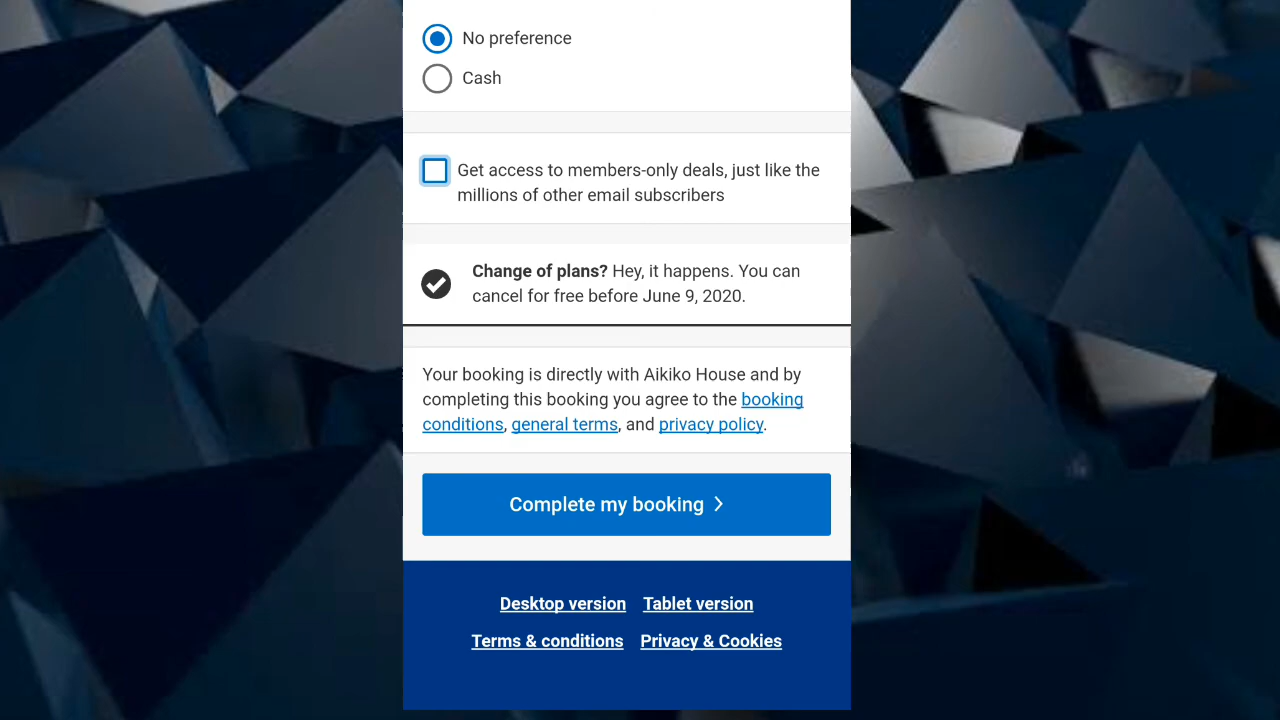 No preference
Cash
Get access to members-only deals, just like the
millions of other email subscribers
Change of plans? Hey, it happens. You can
cancel for free before June 9, 2020.
Your booking is directly with Aikiko House and by
completing this booking you agree to the booking
conditions, general terms, and privacy policy.
Complete my booking
Desktop version Tablet version
Terms & conditions Privacy & Cookies